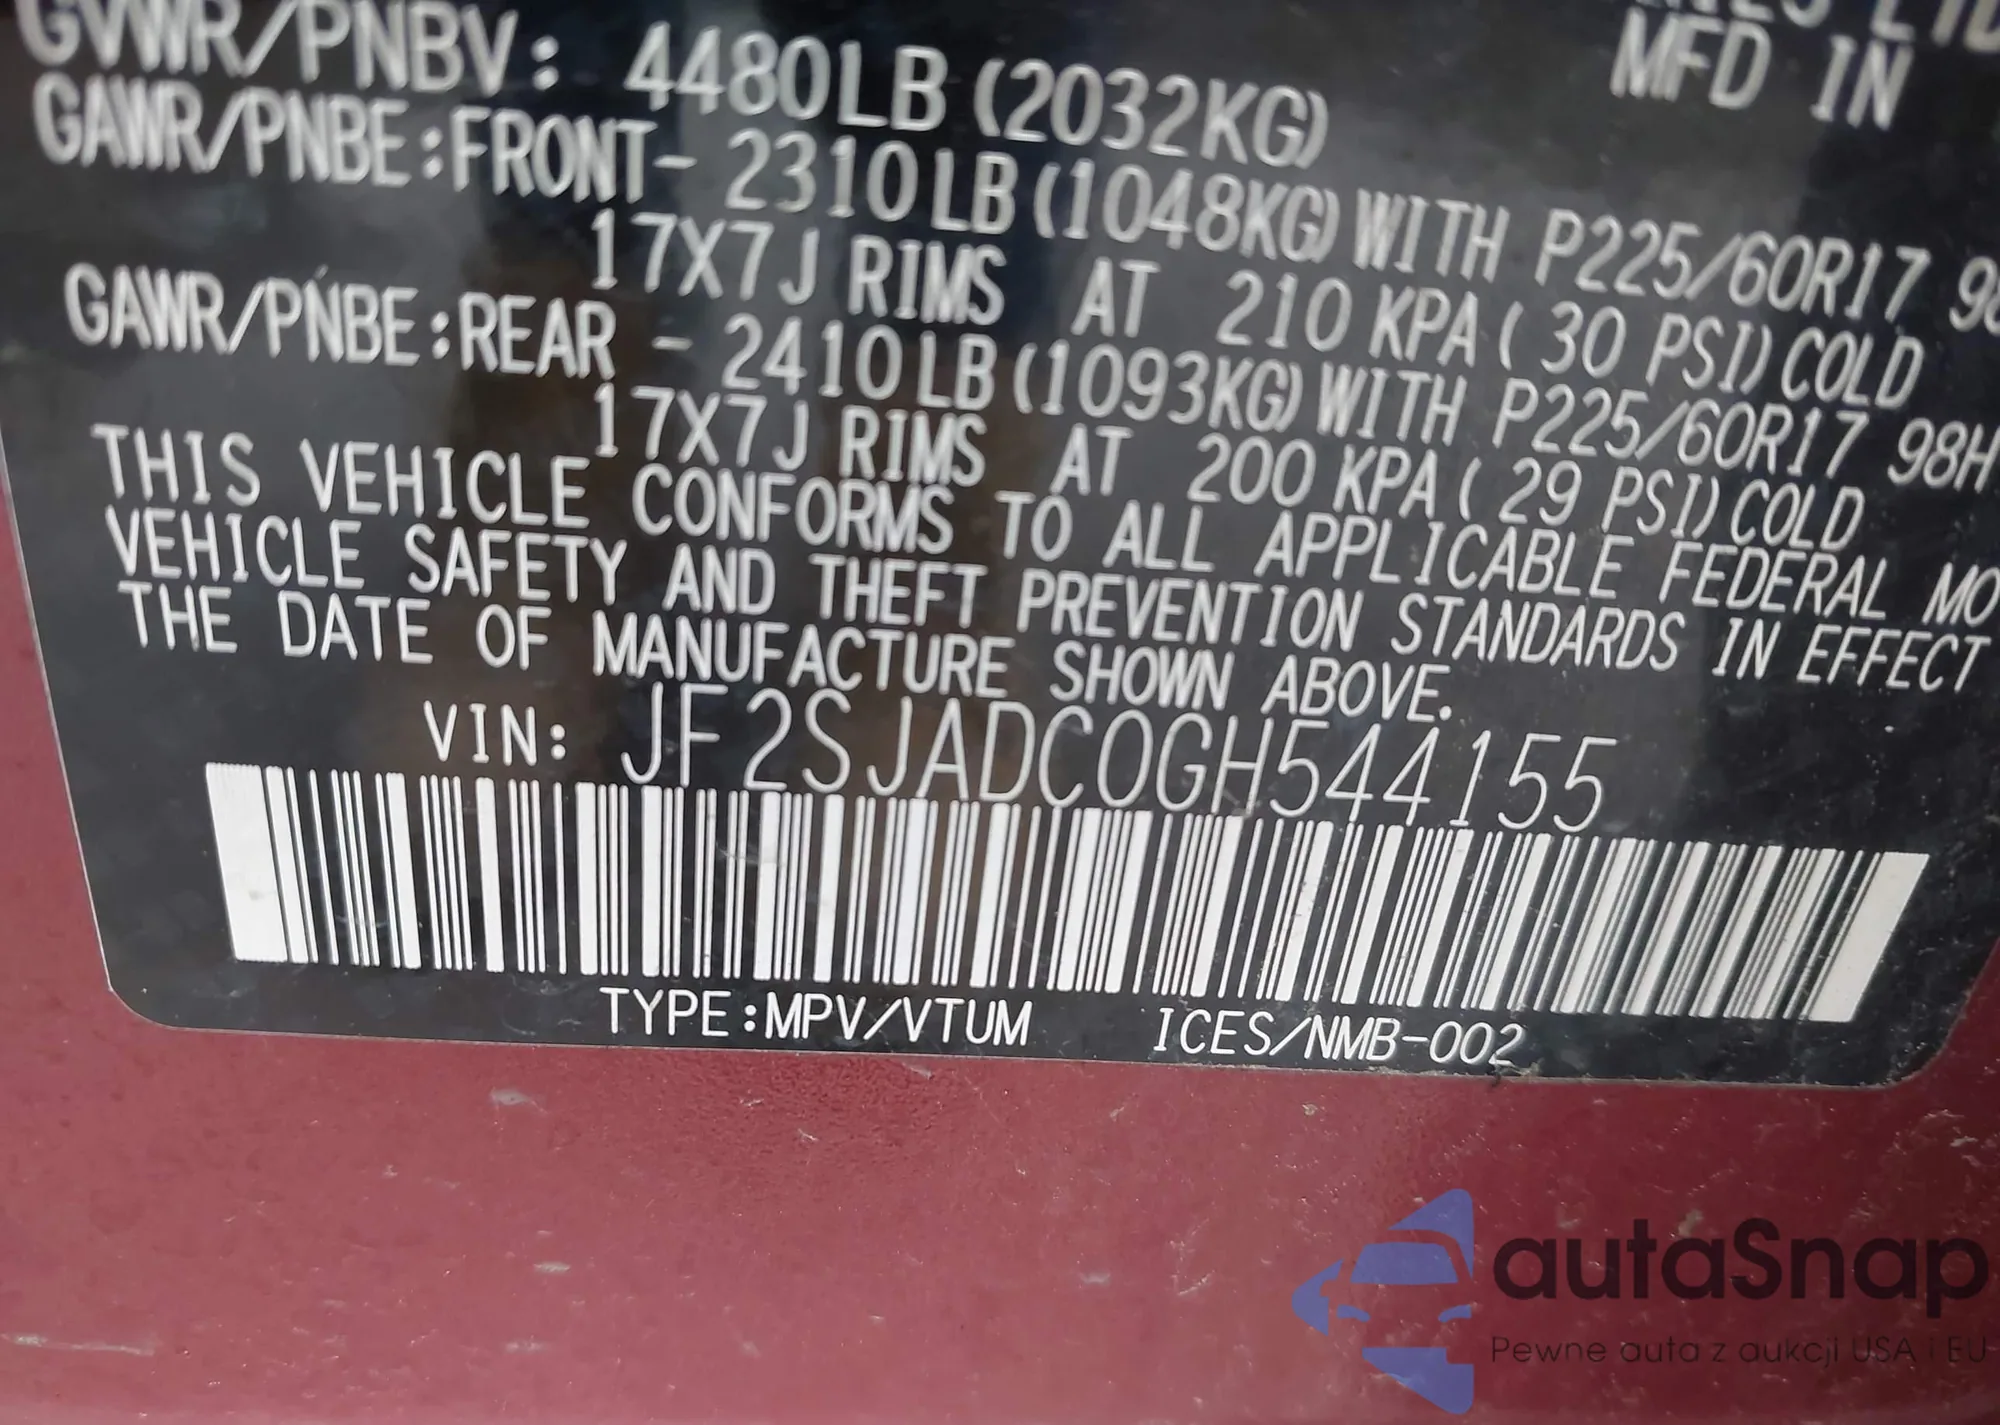 MFD IN
GVWR/PNBV: 4480LB (2032KG)
GAWR/PNBE:FRONT- 2310LB (1048KG) WITH P225/60R17
17X7J RIMS AT 210 KPA ( 30 PSI) COLD
GAWR/PNBE:REAR - 2410LB (1093KG) WITH P225/60R17 98H
17X7J RIMS AT 200 KPA ( 29 PSI) COLD
THIS VEHICLE CONFORMS TO ALL APPLICABLE FEDERAL MO
VEHICLE SAFETY AND THEFT PREVENTION STANDARDS IN EFFECT
THE DATE OF MANUFACTURE SHOWN ABOVE.
VIN: JF2SJADC0GH544155
TYPE:MPV/VTUM ICES/NMB-002
autaSnap
Pewne auta z aukcji USA i EU